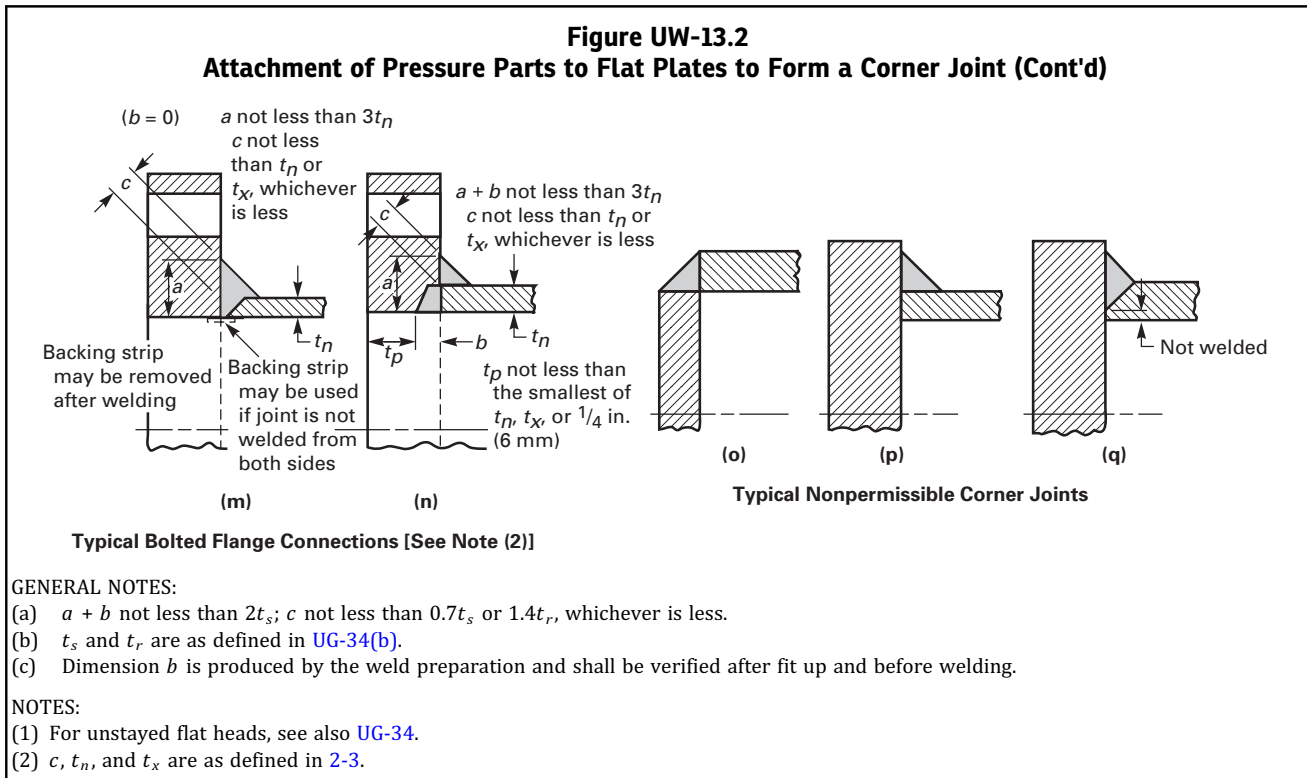 Figure UW-13.2
Attachment of Pressure Parts to Flat Plates to Form a Corner Joint (Cont'd)
(b = 0)
a not less than 3tn
c not less
than tn or
tx, whichever
is less
c
a
tn
Backing strip
may be removed
after welding
Backing strip
may be used
if joint is not
welded from
both sides
(m)
a + b not less than 3tn
c not less than tn or
tx, whichever is less
c
a
tp
b
tn
tp not less than
the smallest of
tn, tx, or 1/4 in.
(6 mm)
(n)
Typical Bolted Flange Connections [See Note (2)]
(o)
(p)
Not welded
(q)
Typical Nonpermissible Corner Joints
GENERAL NOTES:
(a) a + b not less than 2ts; c not less than 0.7ts or 1.4tr, whichever is less.
(b) ts and tr are as defined in UG-34(b).
(c) Dimension b is produced by the weld preparation and shall be verified after fit up and before welding.
NOTES:
(1) For unstayed flat heads, see also UG-34.
(2) c, tn, and tx are as defined in 2-3.